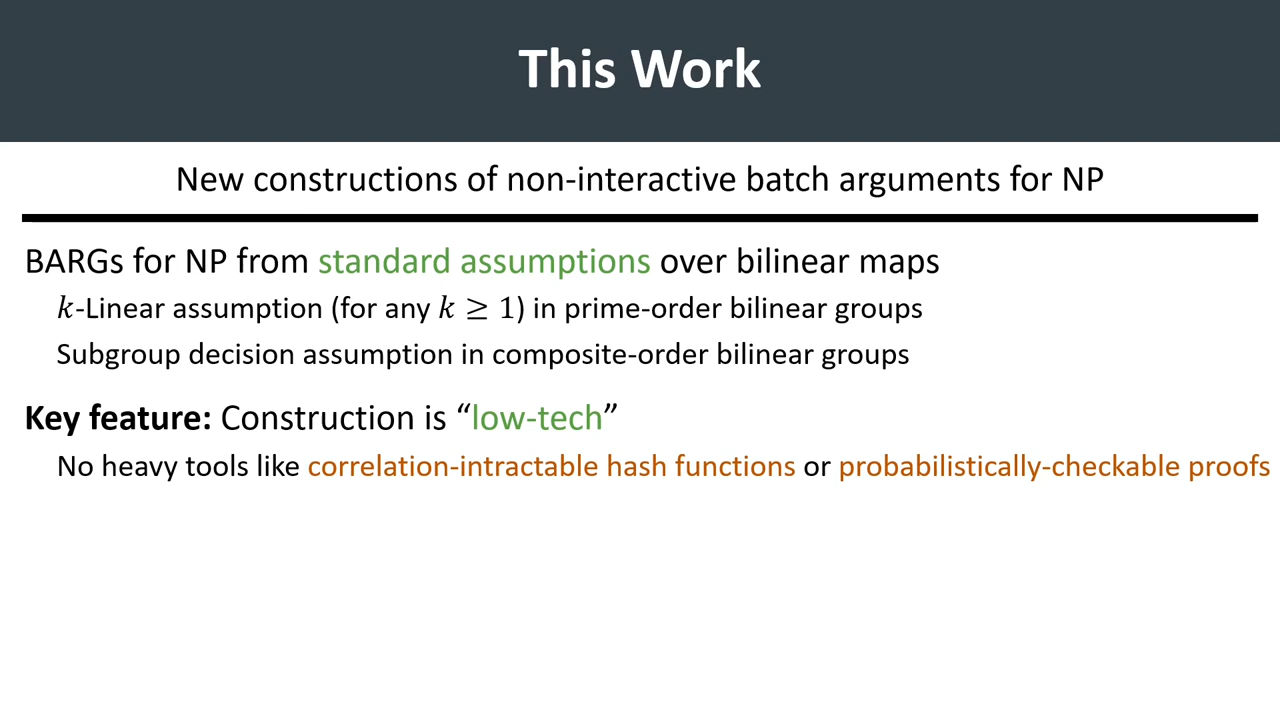 This Work
New constructions of non-interactive batch arguments for NP
BARGs for NP from standard assumptions over bilinear maps
k-Linear assumption (for any k ≥ 1) in prime-order bilinear groups
Subgroup decision assumption in composite-order bilinear groups
Key feature: Construction is “low-tech”
No heavy tools like correlation-intractable hash functions or probabilistically-checkable proofs